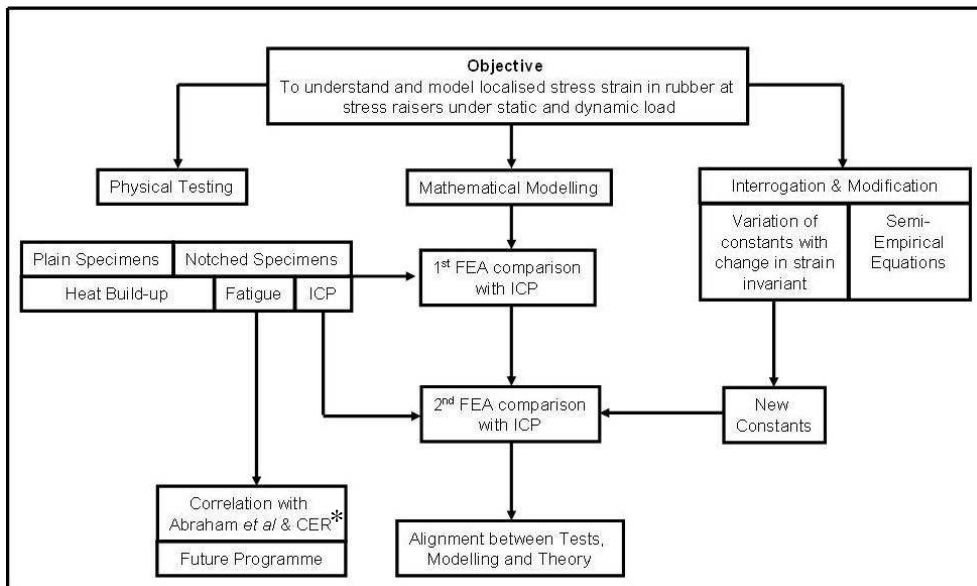 Objective
To understand and model localised stress strain in rubber at
stress raisers under static and dynamic load
Physical Testing
Mathematical Modelling
Interrogation & Modification
Plain Specimens
Notched Specimens
Heat Build-up
Fatigue
ICP
1st FEA comparison
with ICP
Variation of
constants with
change in strain
invariant
Semi-
Empirical
Equations
2nd FEA comparison
with ICP
New
Constants
Correlation with
Abraham et al & CER*
Future Programme
Alignment between Tests,
Modelling and Theory